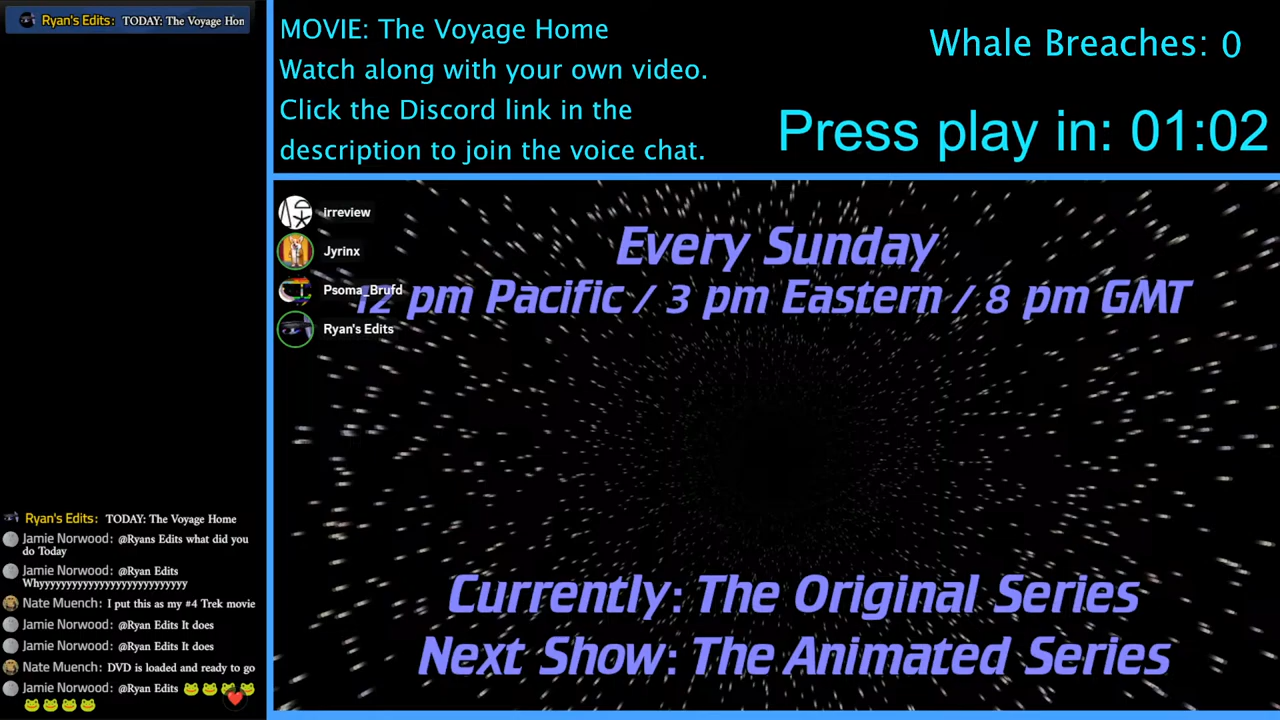 Ryan's Edits: TODAY: The Voyage Hom
MOVIE: The Voyage Home
Watch along with your own video.
Click the Discord link in the
description to join the voice chat.
Whale Breaches: 0
Press play in: 01:02
irreview
Jyrinx
Psoma_Brufd
Ryan's Edits
Every Sunday
12 pm Pacific / 3 pm Eastern / 8 pm GMT
Currently: The Original Series
Next Show: The Animated Series
Ryan's Edits: TODAY: The Voyage Home
Jamie Norwood: @Ryans Edits what did you
do Today
Jamie Norwood: @Ryan Edits
Whyyyyyyyyyyyyyyyyyyyyyyyyyy
Nate Muench: I put this as my #4 Trek movie
Jamie Norwood: @Ryan Edits It does
Jamie Norwood: @Ryan Edits It does
Nate Muench: DVD is loaded and ready to go
Jamie Norwood: @Ryan Edits 🐸🐸🐸🐸
🐸🐸🐸🐸